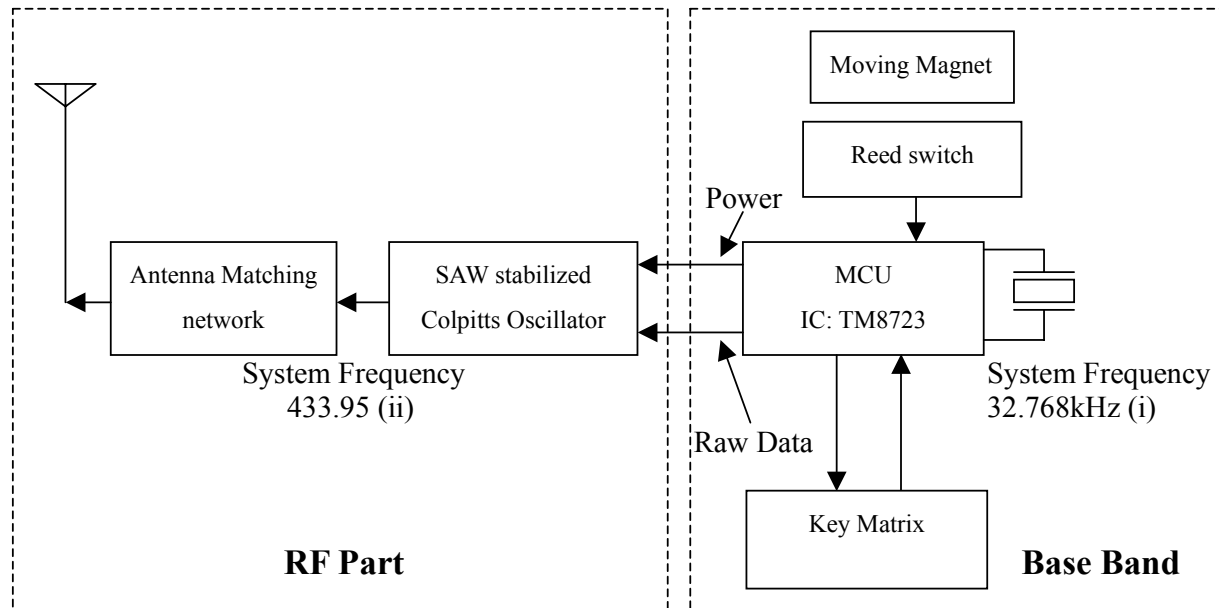 Moving Magnet
Reed switch
Power
Antenna Matching
network
SAW stabilized
Colpitts Oscillator
MCU
IC: TM8723
System Frequency
433.95 (ii)
System Frequency
32.768kHz (i)
Raw Data
Key Matrix
RF Part
Base Band